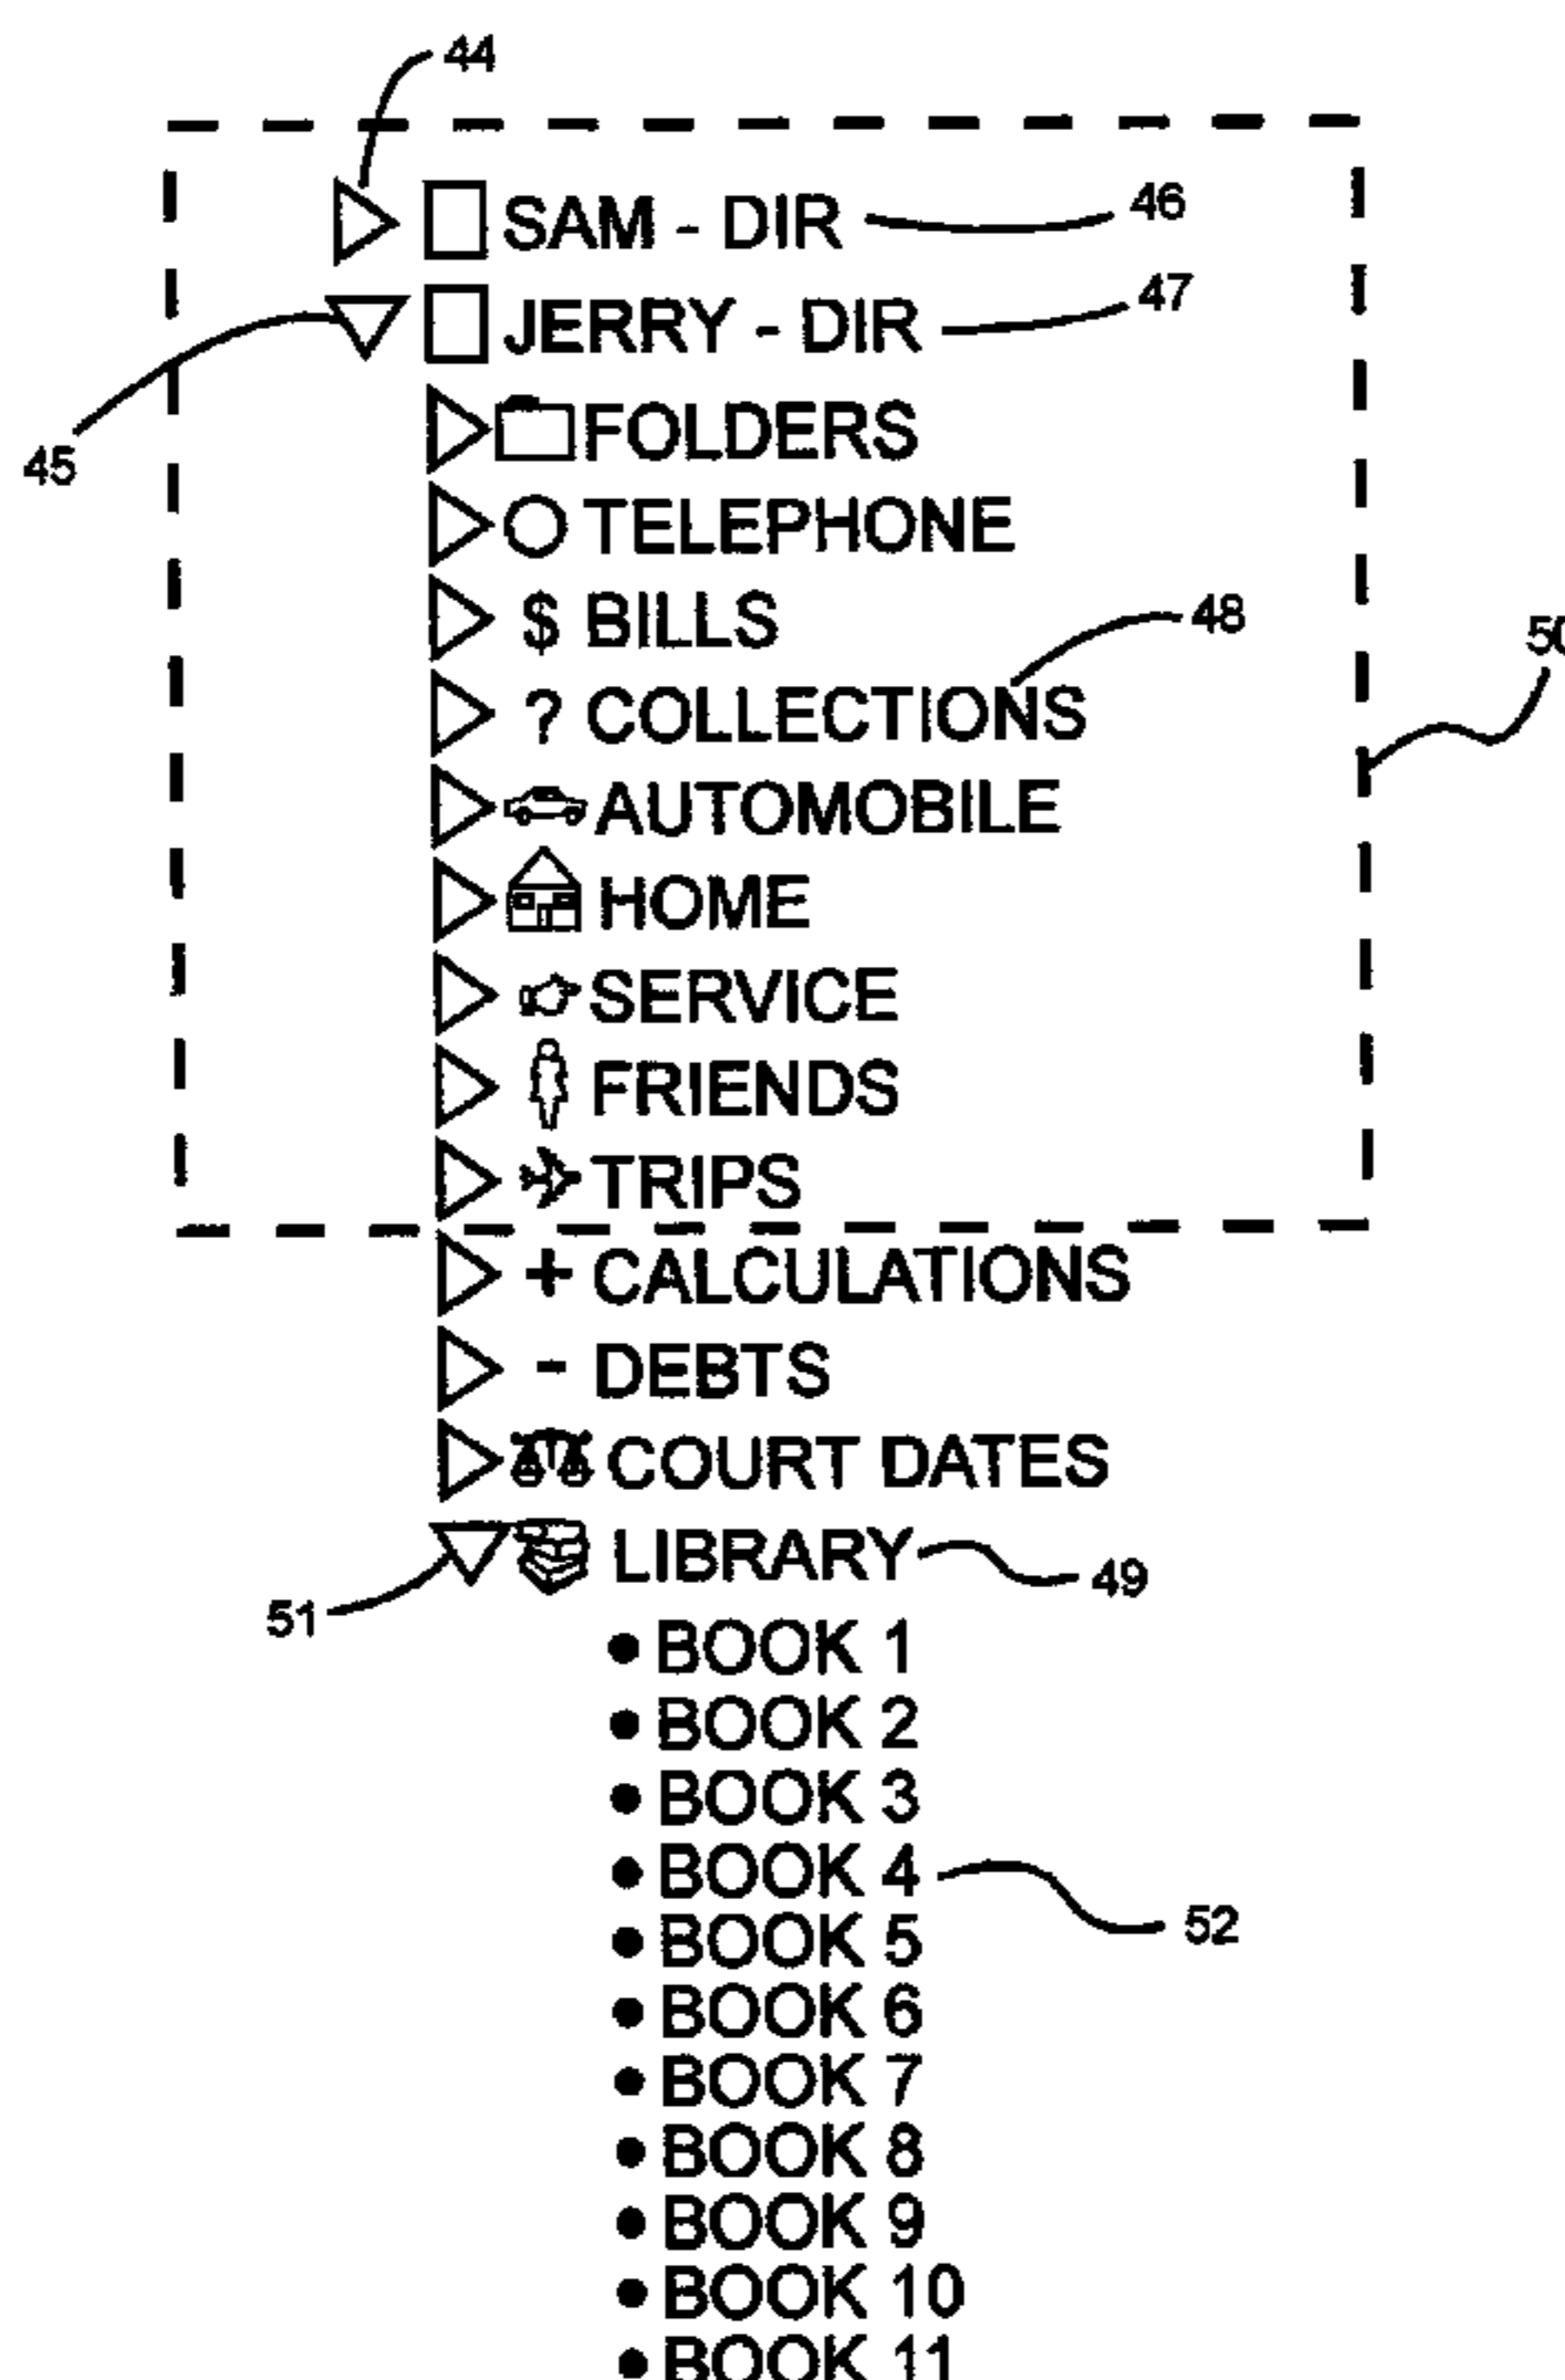 44
SAM - DIR 46
JERRY - DIR 47
45
FOLDERS
TELEPHONE
$ BILLS
48
50
? COLLECTIONS
AUTOMOBILE
HOME
SERVICE
FRIENDS
TRIPS
+ CALCULATIONS
- DEBTS
COURT DATES
LIBRARY 49
51
• BOOK 1
• BOOK 2
• BOOK 3
• BOOK 4
52
• BOOK 5
• BOOK 6
• BOOK 7
• BOOK 8
• BOOK 9
• BOOK 10
• BOOK 11